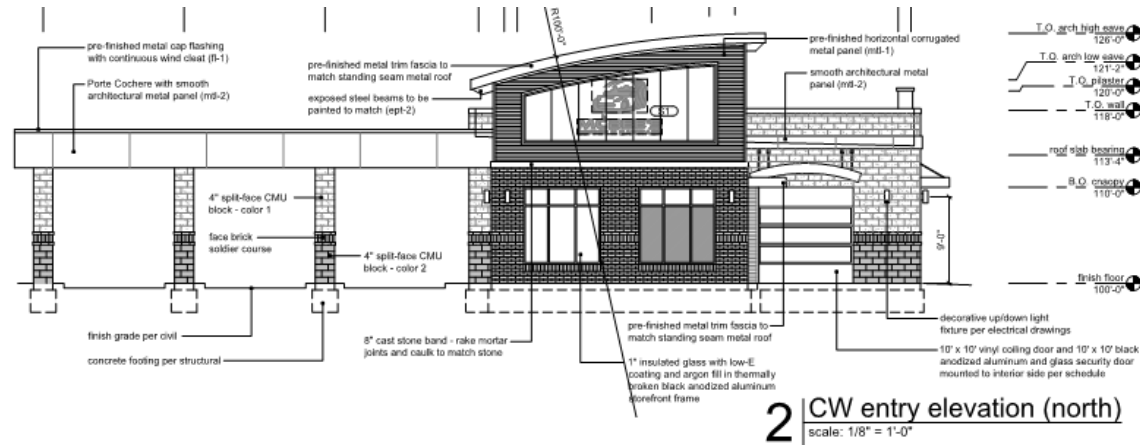 pre-finished metal cap flashing
with continuous wind cleat (fl-1)
Porte Cochere with smooth
architectural metal panel (mtl-2)
pre-finished metal trim fascia to
match standing seam metal roof
exposed steel beams to be
painted to match (ept-2)
R100'-0"
pre-finished horizontal corrugated
metal panel (mtl-1)
smooth architectural metal
panel (mtl-2)
T.O. arch high eave
126'-0"
T.O. arch low eave
121'-2"
T.O. pilaster
120'-0"
T.O. wall
118'-0"
roof slab bearing
113'-4"
B.O. cnaopy
110'-0"
finish floor
100'-0"
4" split-face CMU
block - color 1
face brick
soldier course
4" split-face CMU
block - color 2
9'-0"
finish grade per civil
concrete footing per structural
8" cast stone band - rake mortar
joints and caulk to match stone
pre-finished metal trim fascia to
match standing seam metal roof
1" insulated glass with low-E
coating and argon fill in thermally
broken black anodized aluminum
storefront frame
decorative up/down light
fixture per electrical drawings
10' x 10' vinyl coiling door and 10' x 10' black
anodized aluminum and glass security door
mounted to interior side per schedule
2
CW entry elevation (north)
scale: 1/8" = 1'-0"